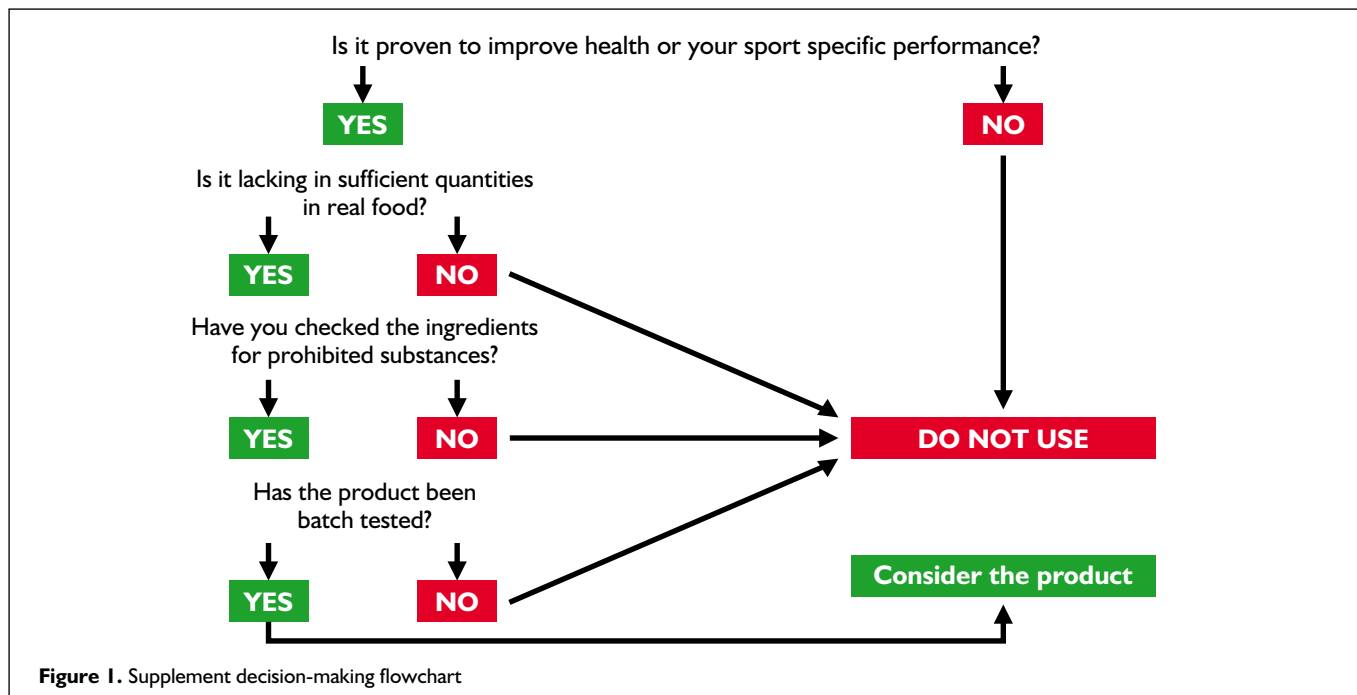 Is it proven to improve health or your sport specific performance?
YES
NO
Is it lacking in sufficient quantities
in real food?
YES
NO
Have you checked the ingredients
for prohibited substances?
YES
NO
DO NOT USE
Has the product been
batch tested?
Consider the product
YES
NO
Figure 1. Supplement decision-making flowchart